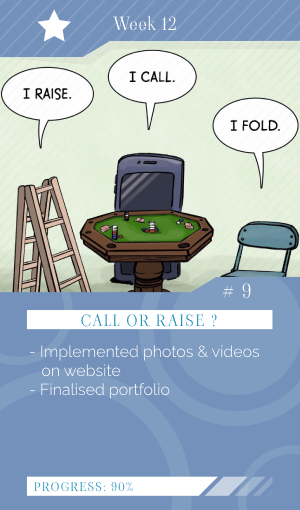 Week 12
I RAISE.
I CALL.
I FOLD.
# 9
CALL OR RAISE ?
- Implemented photos & videos
on website
- Finalised portfolio
PROGRESS: 90%